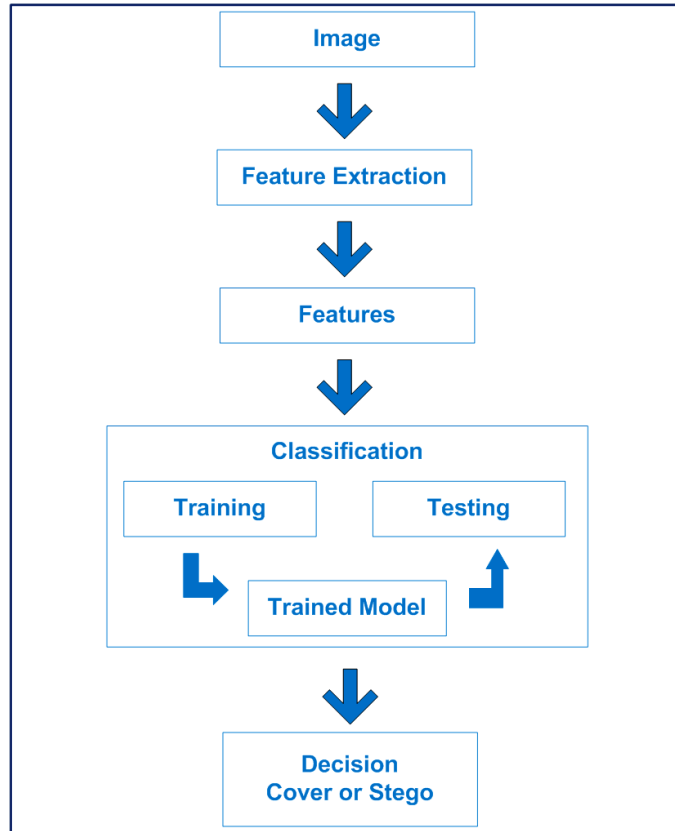 Image
Feature Extraction
Features
Classification
Training
Testing
Trained Model
Decision
Cover or Stego